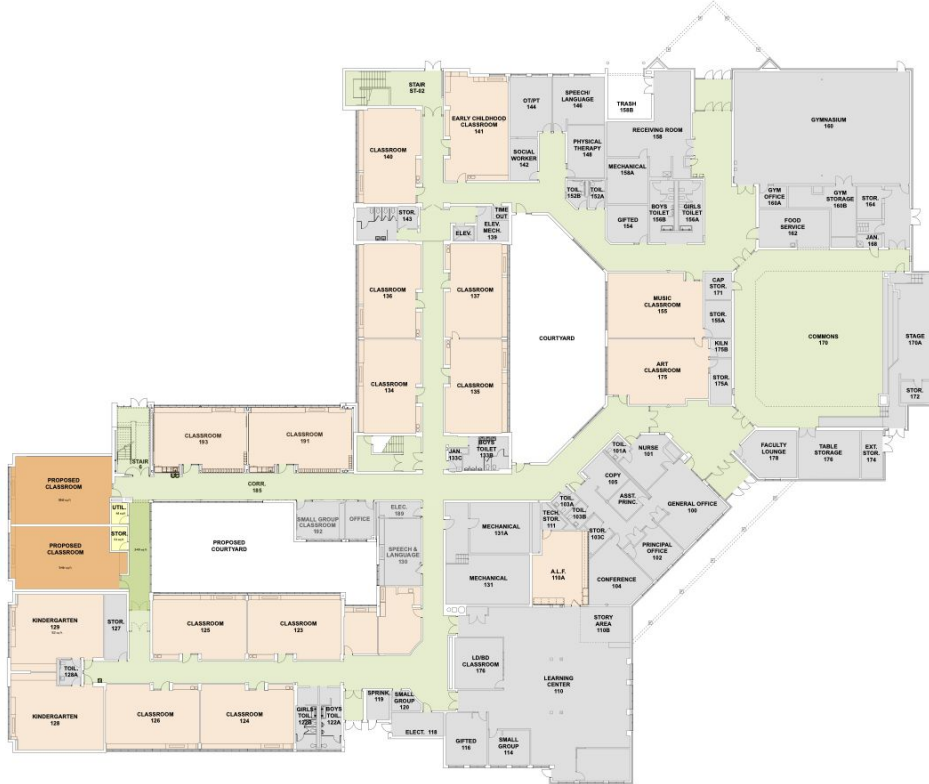 STAIR
ST-02
EARLY CHILDHOOD
CLASSROOM
141
OT/PT
144
SPEECH/
LANGUAGE
146
TRASH
158B
RECEIVING ROOM
158
GYMNASIUM
160
CLASSROOM
140
SOCIAL
WORKER
142
PHYSICAL
THERAPY
148
MECHANICAL
158A
TOIL.
152B
TOIL.
152A
GIFTED
154
BOYS
TOILET
156B
GIRLS
TOILET
156A
GYM
OFFICE
160A
GYM
STORAGE
160B
STOR.
164
FOOD
SERVICE
162
JAN.
168
STOR.
143
TIME
OUT
ELEV.
ELEV.
MECH.
139
CLASSROOM
136
CLASSROOM
137
COURTYARD
MUSIC
CLASSROOM
155
CAP
STOR.
171
STOR.
155A
KILN
175B
COMMONS
170
STAGE
170A
CLASSROOM
134
CLASSROOM
135
ART
CLASSROOM
175
STOR.
175A
STOR.
172
CLASSROOM
193
CLASSROOM
191
STAIR
JAN.
133C
BOYS
TOILET
133B
TOIL.
101A
NURSE
101
FACULTY
LOUNGE
178
TABLE
STORAGE
176
EXT.
STOR.
174
CORR.
185
PROPOSED
CLASSROOM
UTIL.
STOR.
PROPOSED
CLASSROOM
PROPOSED
COURTYARD
SMALL GROUP
CLASSROOM
182
OFFICE
ELEC.
189
SPEECH &
LANGUAGE
130
MECHANICAL
131A
MECHANICAL
131
COPY
105
ASST.
PRINC.
GENERAL OFFICE
100
TECH.
STOR.
111
TOIL.
103A
TOIL.
103B
STOR.
103C
PRINCIPAL
OFFICE
102
CONFERENCE
104
A.L.F.
110A
STORY
AREA
110B
KINDERGARTEN
129
STOR.
127
TOIL.
128A
CLASSROOM
125
CLASSROOM
123
LD/BD
CLASSROOM
176
LEARNING
CENTER
110
KINDERGARTEN
128
CLASSROOM
126
CLASSROOM
124
GIRLS
TOIL.
122B
BOYS
TOIL.
122A
SPRINK.
119
SMALL
GROUP
120
ELECT. 118
GIFTED
116
SMALL
GROUP
114